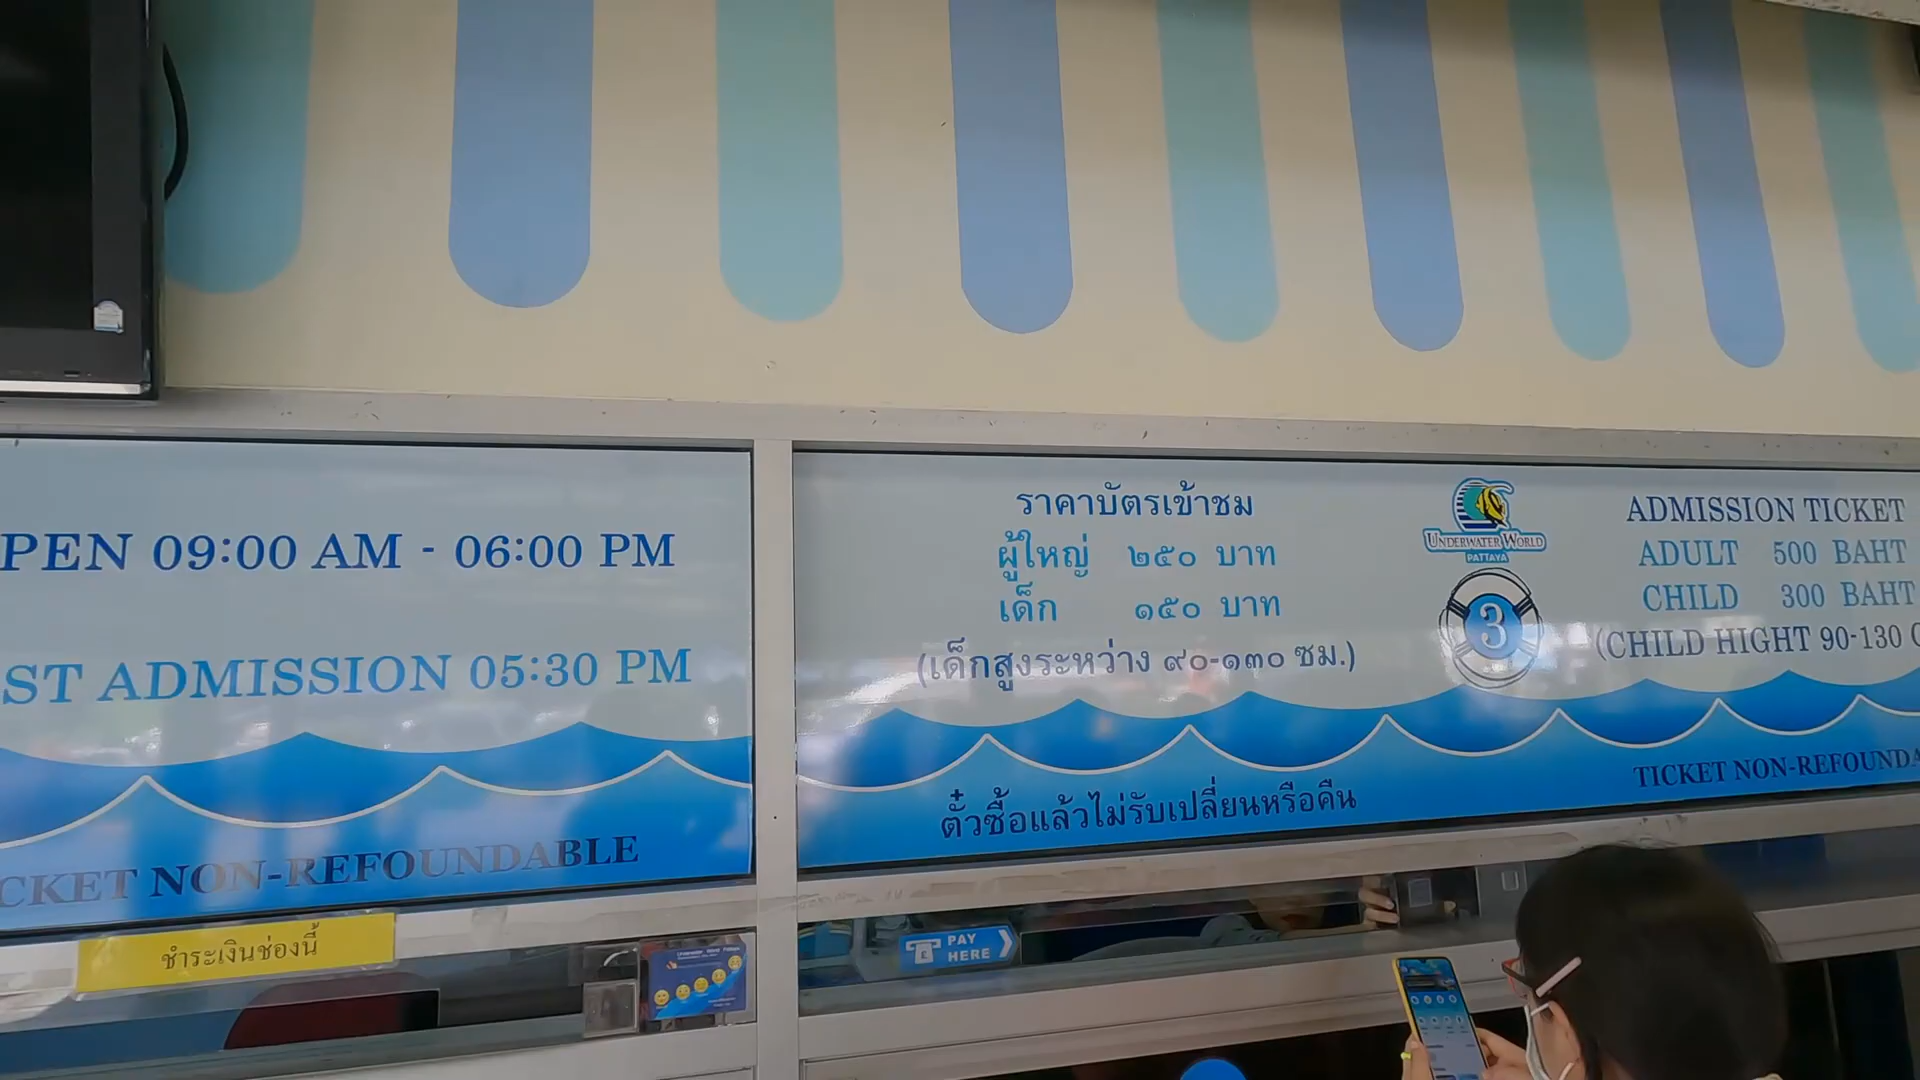 PEN 09:00 AM - 06:00 PM
ST ADMISSION 05:30 PM
CKET NON-REFOUNDABLE
ชำระเงินช่องนี้
ราคาบัตรเข้าชม
ผู้ใหญ่ ๒๕๐ บาท
เด็ก ๑๕๐ บาท
(เด็กสูงระหว่าง ๙๐-๑๓๐ ซม.)
ตั๋วซื้อแล้วไม่รับเปลี่ยนหรือคืน
UNDERWATER WORLD
PATTAYA
3
ADMISSION TICKET
ADULT 500 BAHT
CHILD 300 BAHT
(CHILD HIGHT 90-130
TICKET NON-REFOUNDA
PAY
HERE